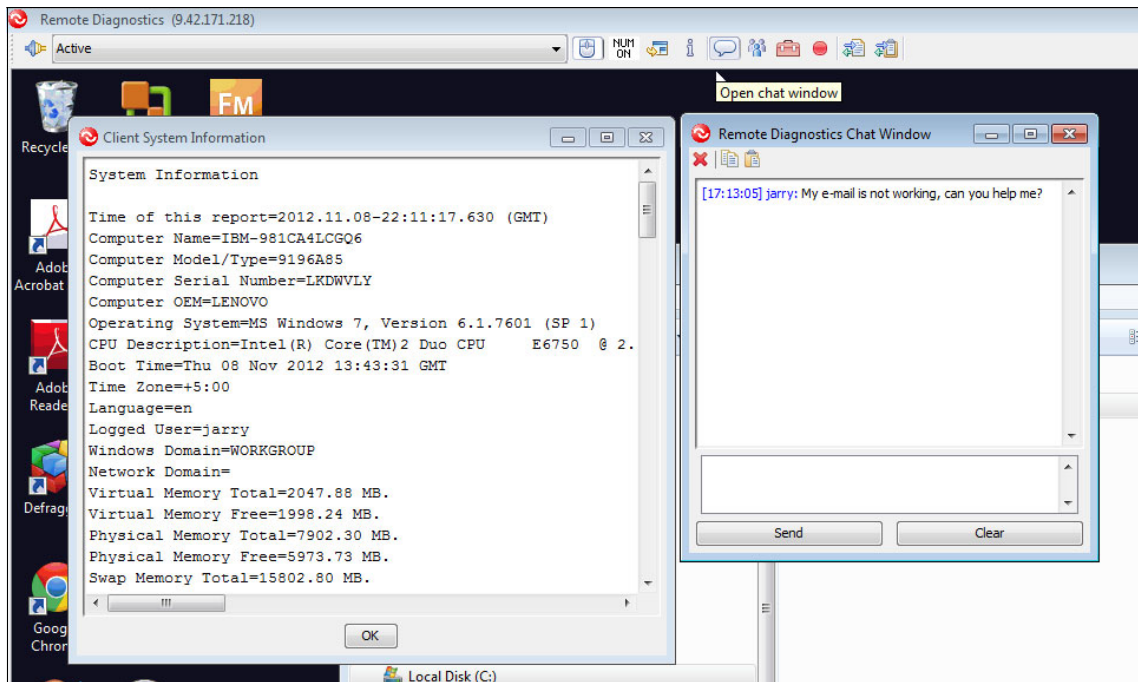 Remote Diagnostics (9.42.171.218)
Active
NUM
ON
Open chat window
FM
Recycle
Client System Information
System Information
Time of this report=2012.11.08-22:11:17.630 (GMT)
Computer Name=IBM-981CA4LCGQ6
Computer Model/Type=9196A85
Computer Serial Number=LKDWVLY
Computer OEM=LENOVO
Operating System=MS Windows 7, Version 6.1.7601 (SP 1)
CPU Description=Intel(R) Core(TM)2 Duo CPU E6750 @ 2.
Boot Time=Thu 08 Nov 2012 13:43:31 GMT
Time Zone=+5:00
Language=en
Logged User=jarry
Windows Domain=WORKGROUP
Network Domain=
Virtual Memory Total=2047.88 MB.
Virtual Memory Free=1998.24 MB.
Physical Memory Total=7902.30 MB.
Physical Memory Free=5973.73 MB.
Swap Memory Total=15802.80 MB.
OK
Remote Diagnostics Chat Window
[17:13:05] jarry: My e-mail is not working, can you help me?
Send Clear
Adob
Acrobat
Adob
Reade
Defrag
Goog
Chron
Local Disk (C:)